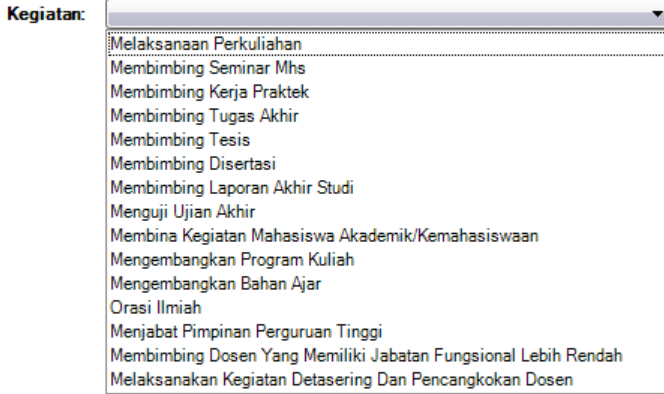 Kegiatan:
Melaksanaan Perkuliahan
Membimbing Seminar Mhs
Membimbing Kerja Praktek
Membimbing Tugas Akhir
Membimbing Tesis
Membimbing Disertasi
Membimbing Laporan Akhir Studi
Menguji Ujian Akhir
Membina Kegiatan Mahasiswa Akademik/Kemahasiswaan
Mengembangkan Program Kuliah
Mengembangkan Bahan Ajar
Orasi Ilmiah
Menjabat Pimpinan Perguruan Tinggi
Membimbing Dosen Yang Memiliki Jabatan Fungsional Lebih Rendah
Melaksanakan Kegiatan Detasering Dan Pencangkokan Dosen